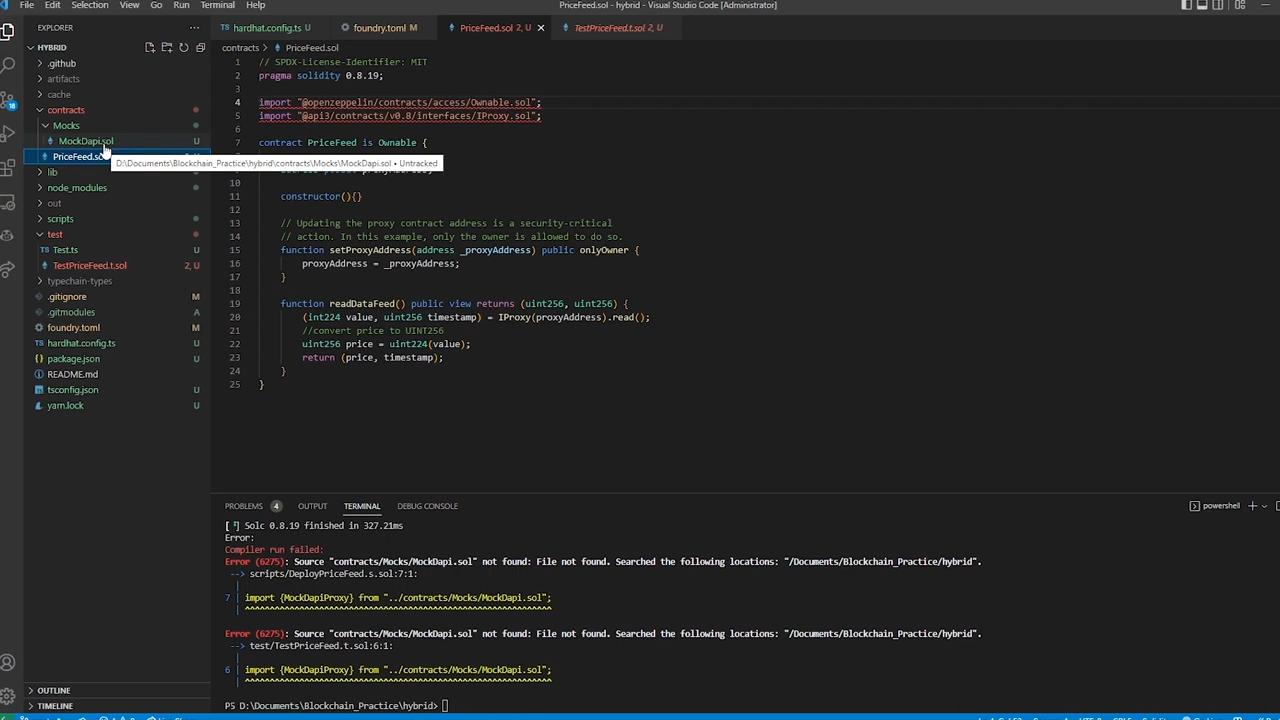 File Edit Selection View Go Run Terminal Help
PriceFeed.sol - hybrid - Visual Studio Code [Administrator]
EXPLORER
HYBRID
.github
artifacts
cache
contracts
Mocks
MockDapi.sol U
PriceFeed.so
D:\Documents\Blockchain_Practice\hybrid\contracts\Mocks\MockDapi.sol • Untracked
lib
node_modules
out
scripts
test
Test.ts U
TestPriceFeed.t.sol 2, U
typechain-types
.gitignore M
.gitmodules A
foundry.toml M
hardhat.config.ts U
package.json U
README.md
tsconfig.json U
yarn.lock U
OUTLINE
TIMELINE
18
hardhat.config.ts U
foundry.toml M
PriceFeed.sol 2, U
TestPriceFeed.t.sol 2, U
contracts > PriceFeed.sol
1 // SPDX-License-Identifier: MIT
2 pragma solidity 0.8.19;
3
4 import "@openzeppelin/contracts/access/Ownable.sol";
5 import "@api3/contracts/v0.8/interfaces/IProxy.sol";
6
7 contract PriceFeed is Ownable {
10
11 constructor(){}
12
13 // Updating the proxy contract address is a security-critical
14 // action. In this example, only the owner is allowed to do so.
15 function setProxyAddress(address _proxyAddress) public onlyOwner {
16 proxyAddress = _proxyAddress;
17 }
18
19 function readDataFeed() public view returns (uint256, uint256) {
20 (int224 value, uint256 timestamp) = IProxy(proxyAddress).read();
21 //convert price to UINT256
22 uint256 price = uint224(value);
23 return (price, timestamp);
24 }
25 }
PROBLEMS 4 OUTPUT TERMINAL DEBUG CONSOLE
powershell
Solc 0.8.19 finished in 327.21ms
Error:
Compiler run failed:
Error (6275): Source "contracts/Mocks/MockDapi.sol" not found: File not found. Searched the following locations: "/Documents/Blockchain_Practice/hybrid".
--> scripts/DeployPriceFeed.s.sol:7:1:
|
7 | import {MockDapiProxy} from "../contracts/Mocks/MockDapi.sol";
| ^^^^^^^^^^^^^^^^^^^^^^^^^^^^^^^^^^^^^^^^^^^^^^^^^^^^^^^^^^^^^^
Error (6275): Source "contracts/Mocks/MockDapi.sol" not found: File not found. Searched the following locations: "/Documents/Blockchain_Practice/hybrid".
--> test/TestPriceFeed.t.sol:6:1:
|
6 | import {MockDapiProxy} from "../contracts/Mocks/MockDapi.sol";
| ^^^^^^^^^^^^^^^^^^^^^^^^^^^^^^^^^^^^^^^^^^^^^^^^^^^^^^^^^^^^^^
PS D:\Documents\Blockchain_Practice\hybrid>